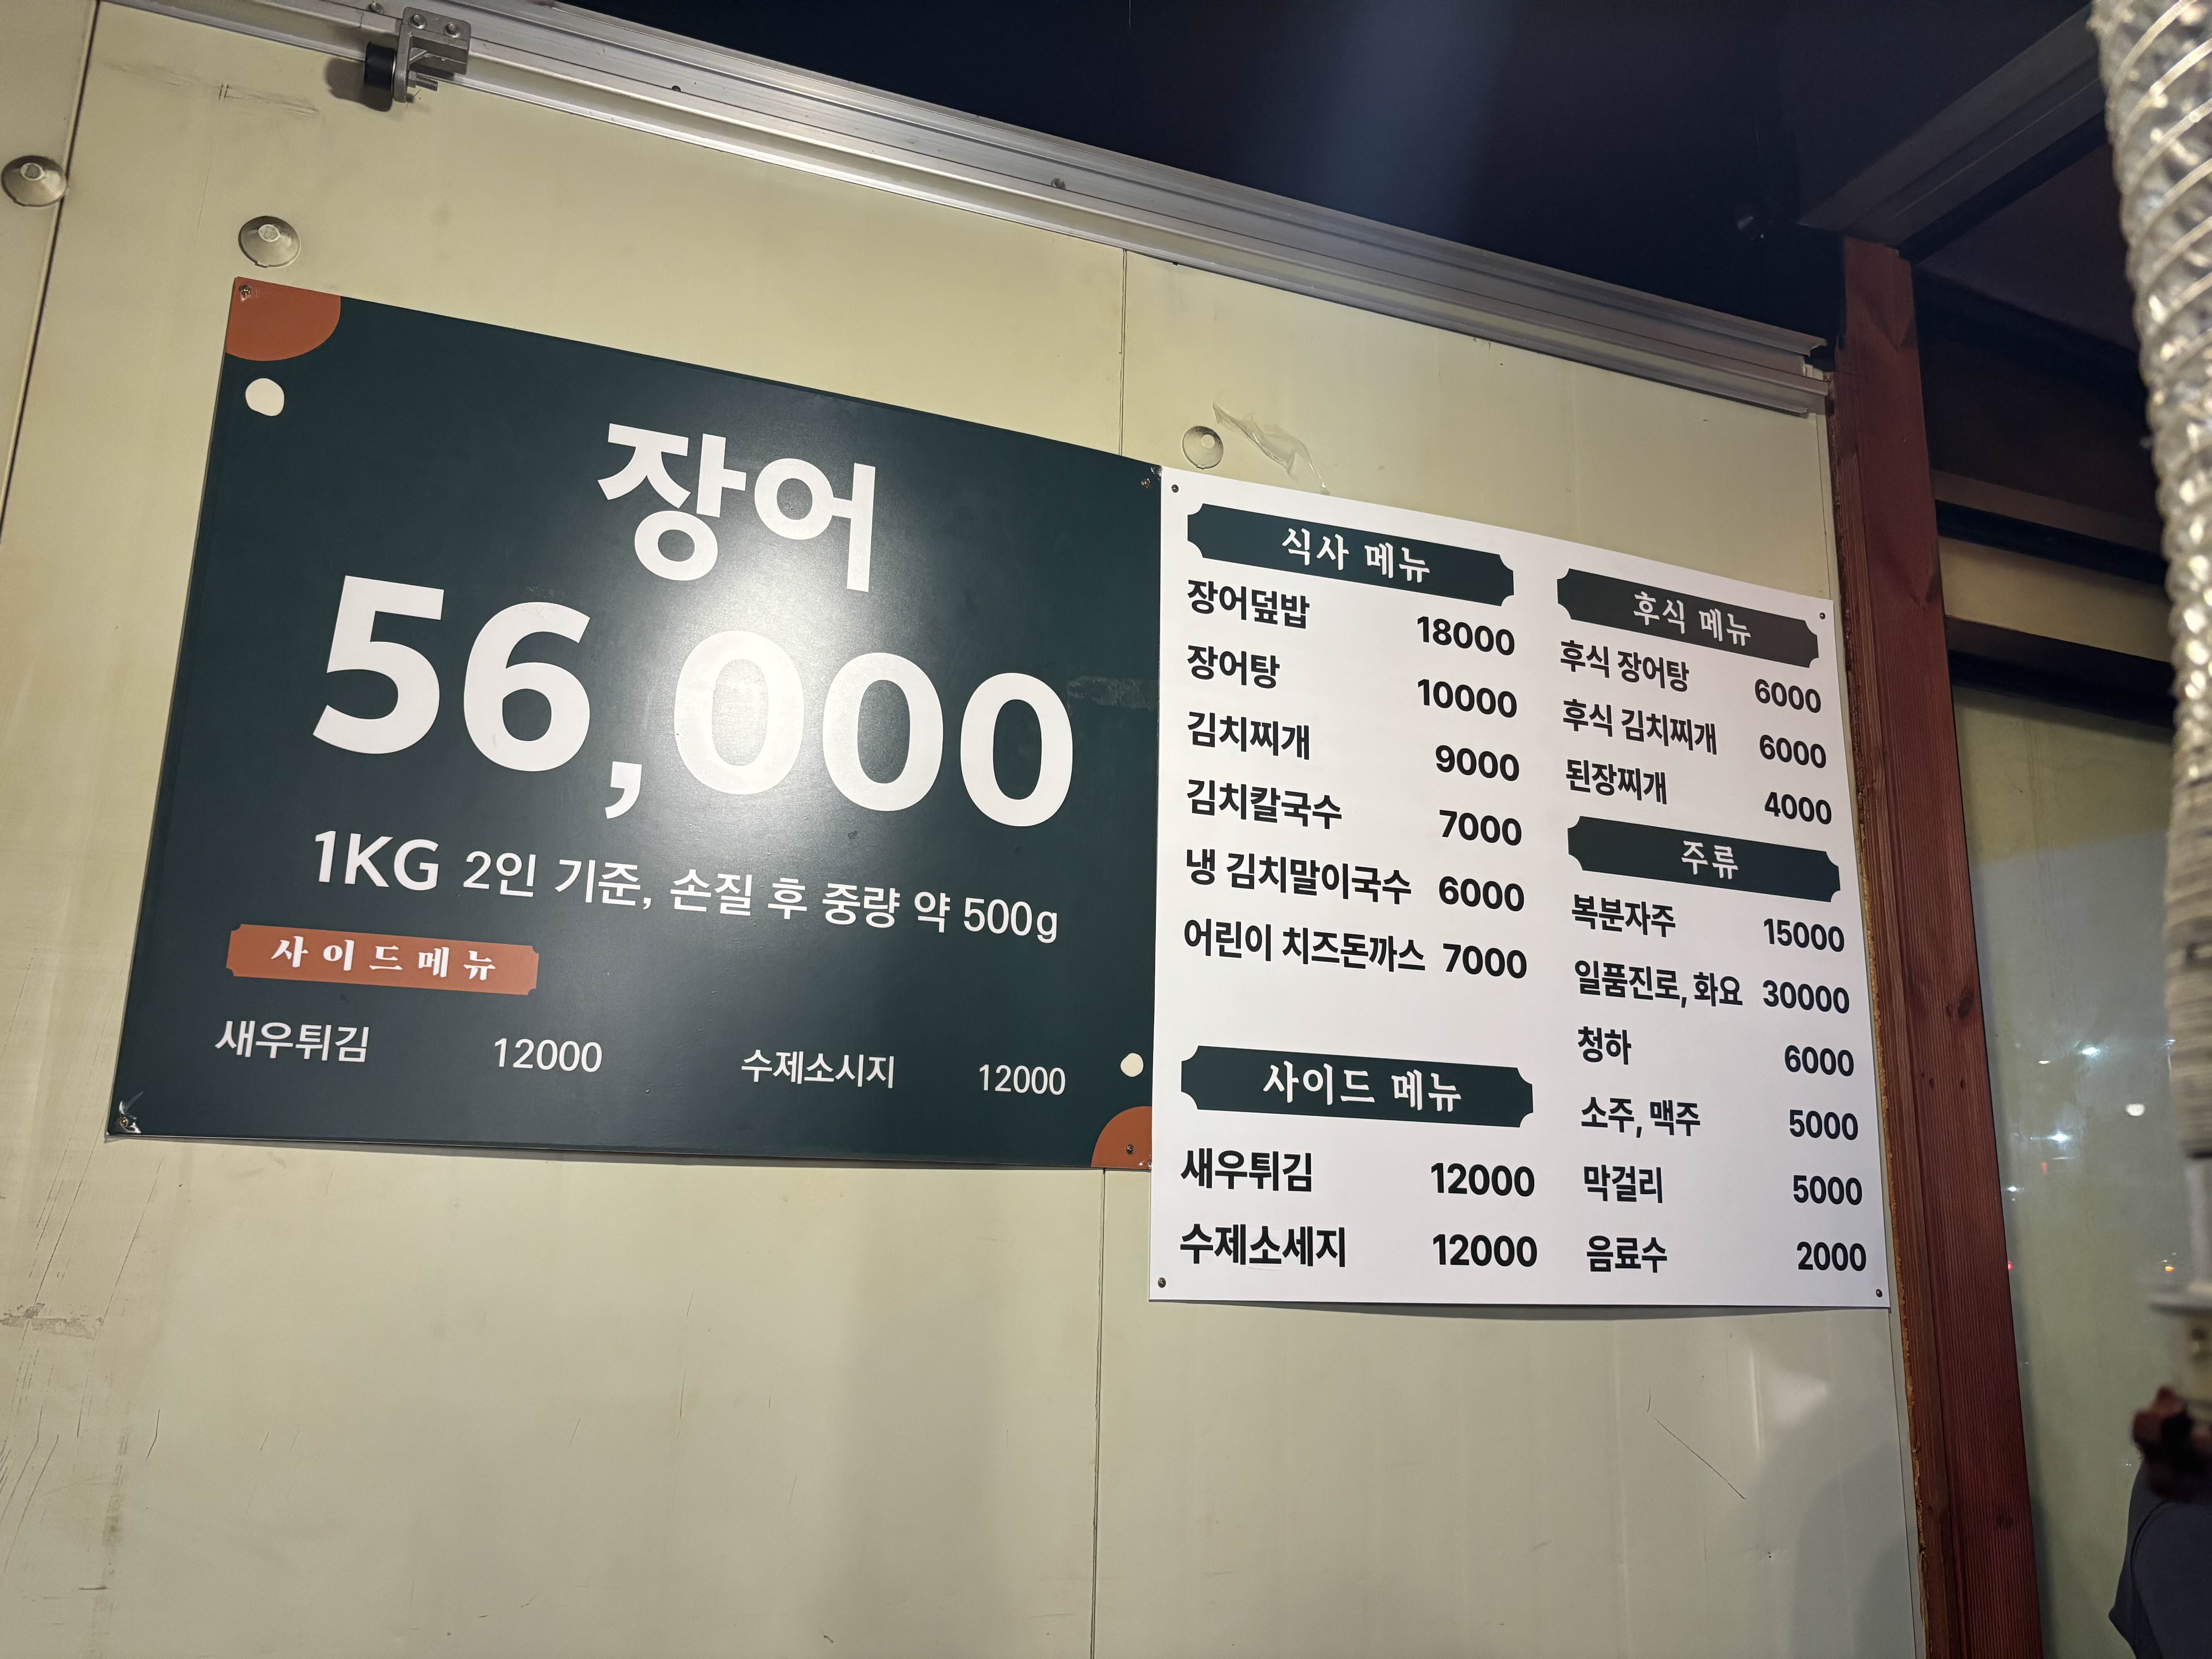 장어
56,000
1KG 2인 기준, 손질 후 중량 약 500g
사이드메뉴
새우튀김 12000 수제소시지 12000
식사 메뉴
장어덮밥 18000
장어탕 10000
김치찌개 9000
김치칼국수 7000
냉 김치말이국수 6000
어린이 치즈돈까스 7000
사이드 메뉴
새우튀김 12000
수제소세지 12000
후식 메뉴
후식 장어탕 6000
후식 김치찌개 6000
된장찌개 4000
주류
복분자주 15000
일품진로, 화요 30000
청하 6000
소주, 맥주 5000
막걸리 5000
음료수 2000